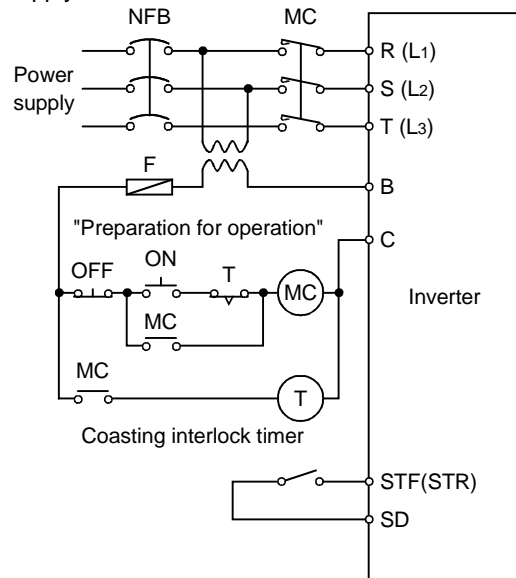 NFB MC
R (L1)
Power supply
S (L2)
T (L3)
F
B
"Preparation for operation"
C
OFF ON T
MC
Inverter
MC
MC
T
Coasting interlock timer
STF(STR)
SD